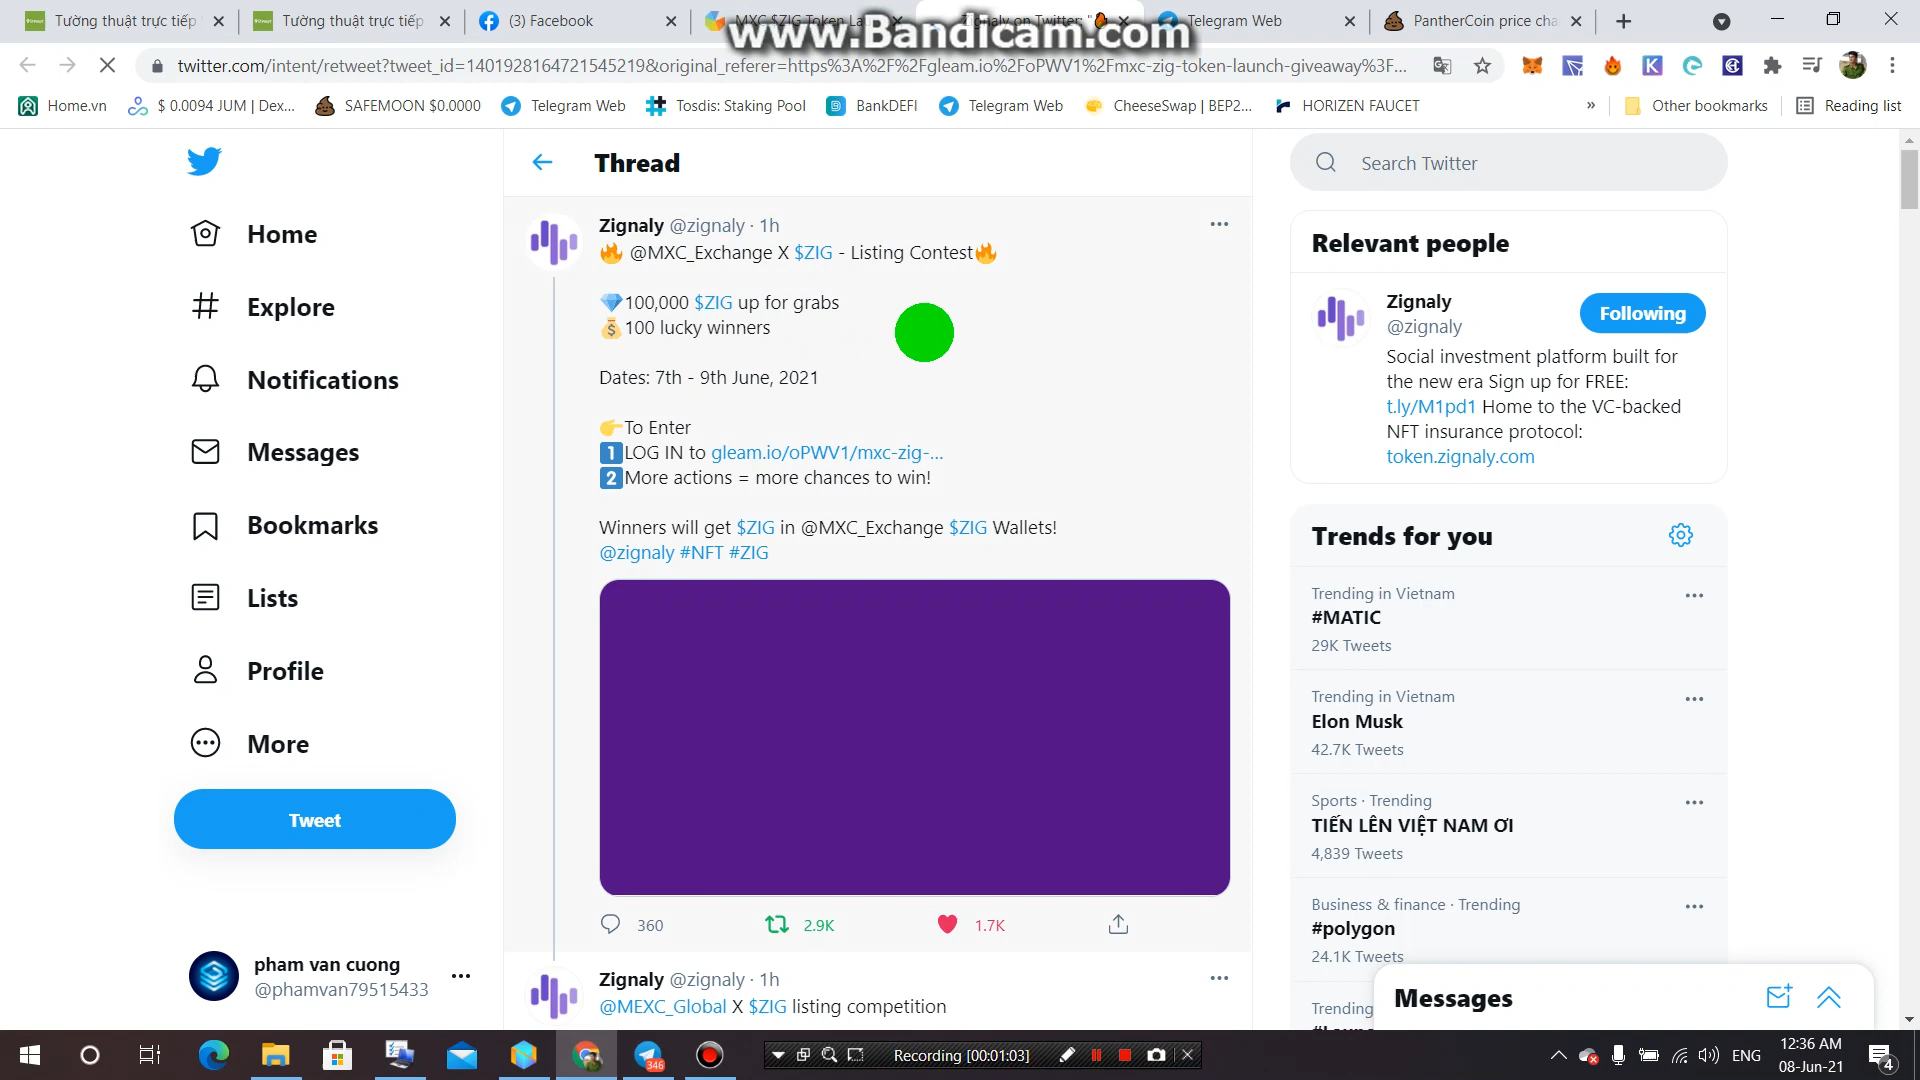 Tường thuật trực tiếp
Tường thuật trực tiếp
(3) Facebook
MXC $ZIG Token La
Zignaly on Twitter: "
Telegram Web
PantherCoin price cha
www.Bandicam.com
twitter.com/intent/retweet?tweet_id=1401928164721545219&original_referer=https%3A%2F%2Fgleam.io%2FoPWV1%2Fmxc-zig-token-launch-giveaway%3F...
Home.vn
$ 0.0094 JUM | Dex...
SAFEMOON $0.0000
Telegram Web
Tosdis: Staking Pool
BankDEFI
Telegram Web
CheeseSwap | BEP2...
HORIZEN FAUCET
»
Other bookmarks
Reading list
Home
Explore
Notifications
Messages
Bookmarks
Lists
Profile
More
Tweet
pham van cuong
@phamvan79515433
Thread
Zignaly @zignaly · 1h
🔥 @MXC_Exchange X $ZIG - Listing Contest🔥
💎100,000 $ZIG up for grabs
💰100 lucky winners
Dates: 7th - 9th June, 2021
👉To Enter
1️⃣LOG IN to gleam.io/oPWV1/mxc-zig-...
2️⃣More actions = more chances to win!
Winners will get $ZIG in @MXC_Exchange $ZIG Wallets!
@zignaly #NFT #ZIG
360
2.9K
1.7K
Zignaly @zignaly · 1h
@MEXC_Global X $ZIG listing competition
Search Twitter
Relevant people
Zignaly
@zignaly
Following
Social investment platform built for
the new era Sign up for FREE:
t.ly/M1pd1 Home to the VC-backed
NFT insurance protocol:
token.zignaly.com
Trends for you
Trending in Vietnam
#MATIC
29K Tweets
Trending in Vietnam
Elon Musk
42.7K Tweets
Sports · Trending
TIẾN LÊN VIỆT NAM ƠI
4,839 Tweets
Business & finance · Trending
#polygon
24.1K Tweets
Trending
Messages
346
Recording [00:01:03]
ENG
12:36 AM
08-Jun-21
4